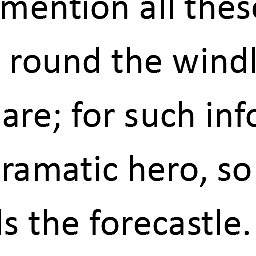 mention all these
round the windl
are; for such info
ramatic hero, so
ls the forecastle.